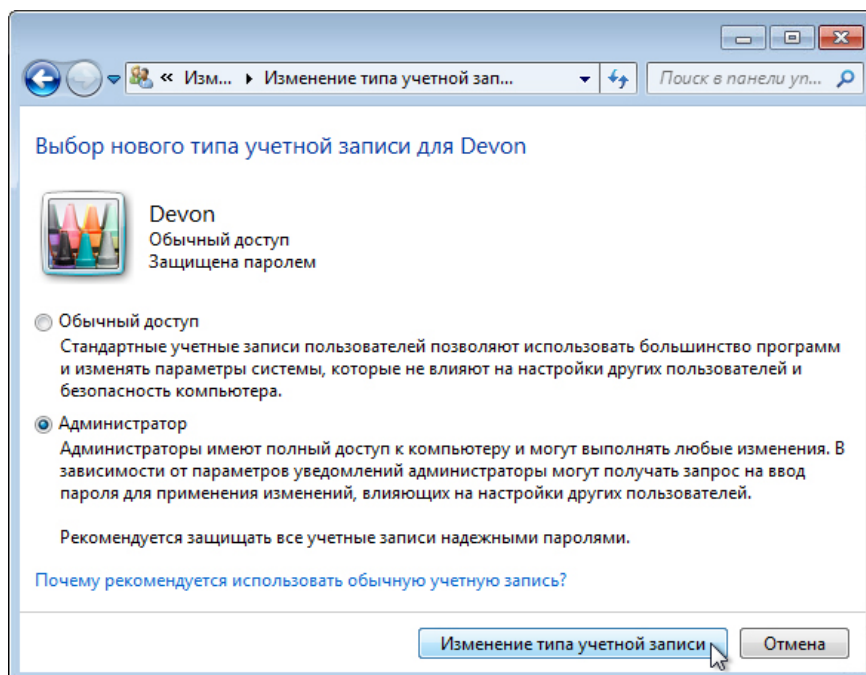 « Изм... Изменение типа учетной зап...
Поиск в панели уп...
Выбор нового типа учетной записи для Devon
Devon
Обычный доступ
Защищена паролем
Обычный доступ
Стандартные учетные записи пользователей позволяют использовать большинство программ
и изменять параметры системы, которые не влияют на настройки других пользователей и
безопасность компьютера.
Администратор
Администраторы имеют полный доступ к компьютеру и могут выполнять любые изменения. В
зависимости от параметров уведомлений администраторы могут получать запрос на ввод
пароля для применения изменений, влияющих на настройки других пользователей.
Рекомендуется защищать все учетные записи надежными паролями.
Почему рекомендуется использовать обычную учетную запись?
Изменение типа учетной записи
Отмена